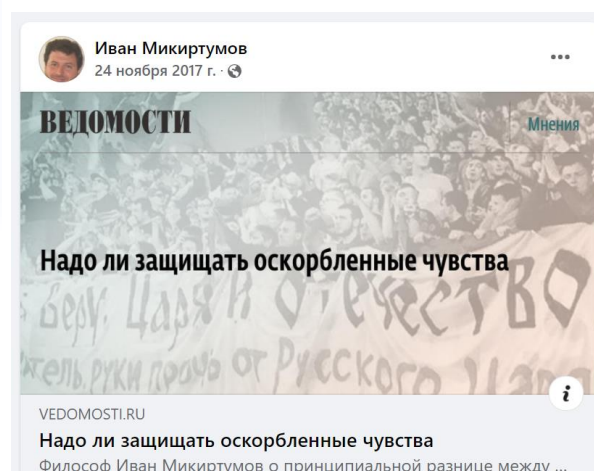 Иван Микиртумов
24 ноября 2017 г. ·
ВЕДОМОСТИ
Мнения
Надо ли защищать оскорбленные чувства
Веру. Царя и Отечество
руки прочь от Русского Царя
VEDOMOSTI.RU
Надо ли защищать оскорбленные чувства
Философ Иван Микиртумов о принципиальной разнице между ...